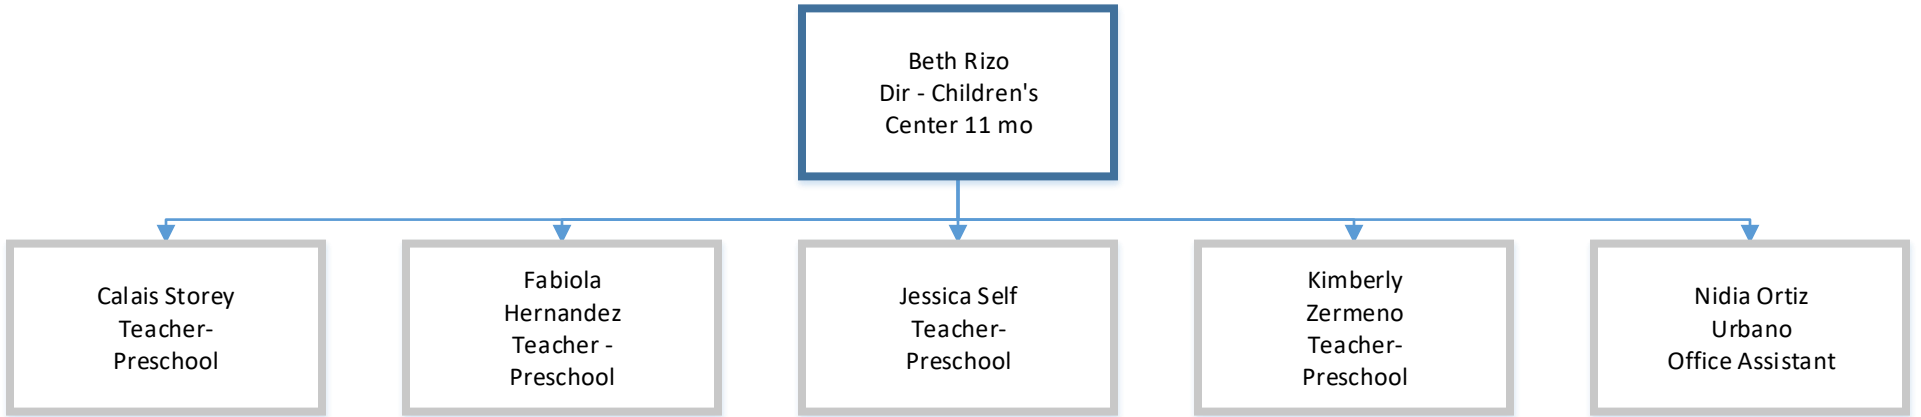 Beth Rizo
Dir - Children's
Center 11 mo
Calais Storey
Teacher-
Preschool
Fabiola
Hernandez
Teacher -
Preschool
Jessica Self
Teacher-
Preschool
Kimberly
Zermeno
Teacher-
Preschool
Nidia Ortiz
Urbano
Office Assistant